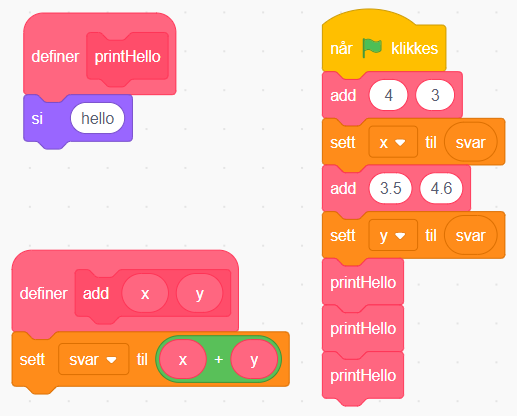 definer printHello
si hello
definer add x y
sett svar til x + y
når klikkes
add 4 3
sett x til svar
add 3.5 4.6
sett y til svar
printHello
printHello
printHello